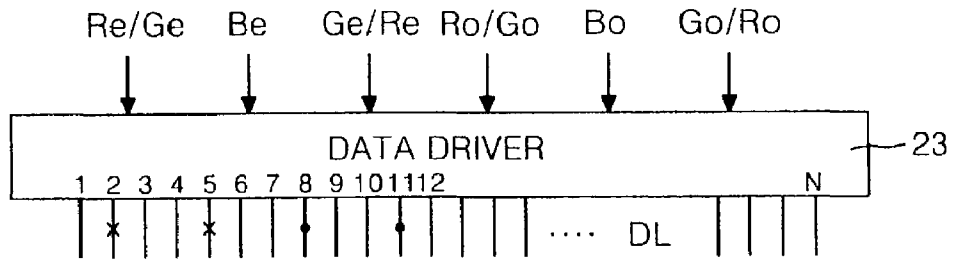 Re/Ge Be Ge/Re Ro/Go Bo Go/Ro
DATA DRIVER
23
1 2 3 4 5 6 7 8 9 10 11 12 N
.... DL